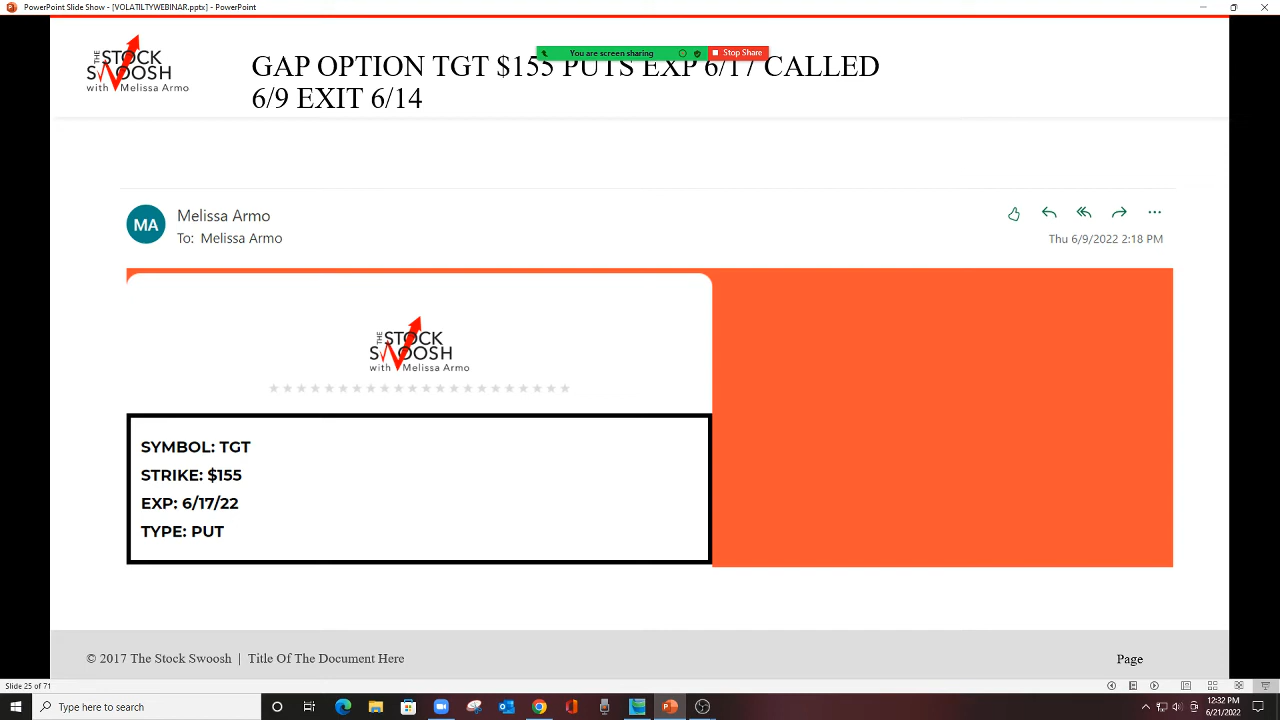 PowerPoint Slide Show - [VOLATILTYWEBINAR.pptx] - PowerPoint
THE
STOCK
SWOOSH
with Melissa Armo
You are screen sharing
Stop Share
GAP OPTION TGT $155 PUTS EXP 6/17 CALLED
6/9 EXIT 6/14
MA
Melissa Armo
To: Melissa Armo
Thu 6/9/2022 2:18 PM
THE
STOCK
SWOOSH
with Melissa Armo
SYMBOL: TGT
STRIKE: $155
EXP: 6/17/22
TYPE: PUT
© 2017 The Stock Swoosh | Title Of The Document Here
Page
Slide 25 of 71
Type here to search
12:32 PM
6/21/2022